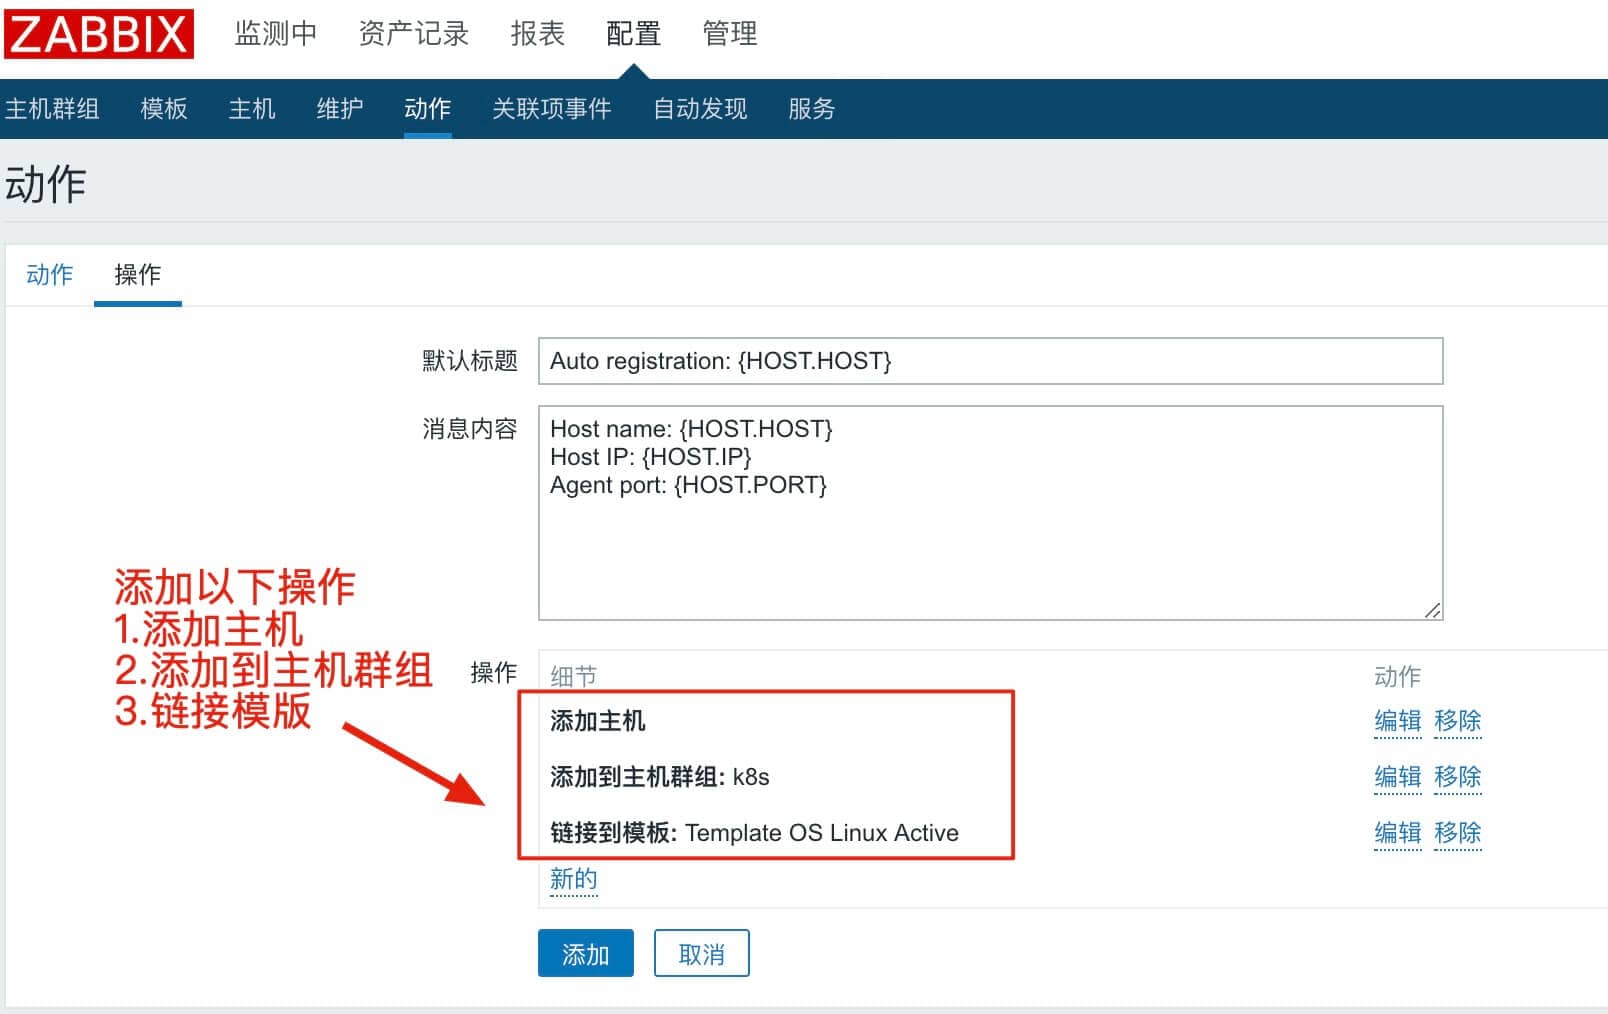 ZABBIX 监测中 资产记录 报表 配置 管理
主机群组 模板 主机 维护 动作 关联项事件 自动发现 服务
动作
动作 操作
默认标题 Auto registration: {HOST.HOST}
消息内容 Host name: {HOST.HOST}
Host IP: {HOST.IP}
Agent port: {HOST.PORT}
添加以下操作
1.添加主机
2.添加到主机群组
3.链接模版
操作 细节 动作
添加主机 编辑 移除
添加到主机群组: k8s 编辑 移除
链接到模板: Template OS Linux Active 编辑 移除
新的
添加 取消